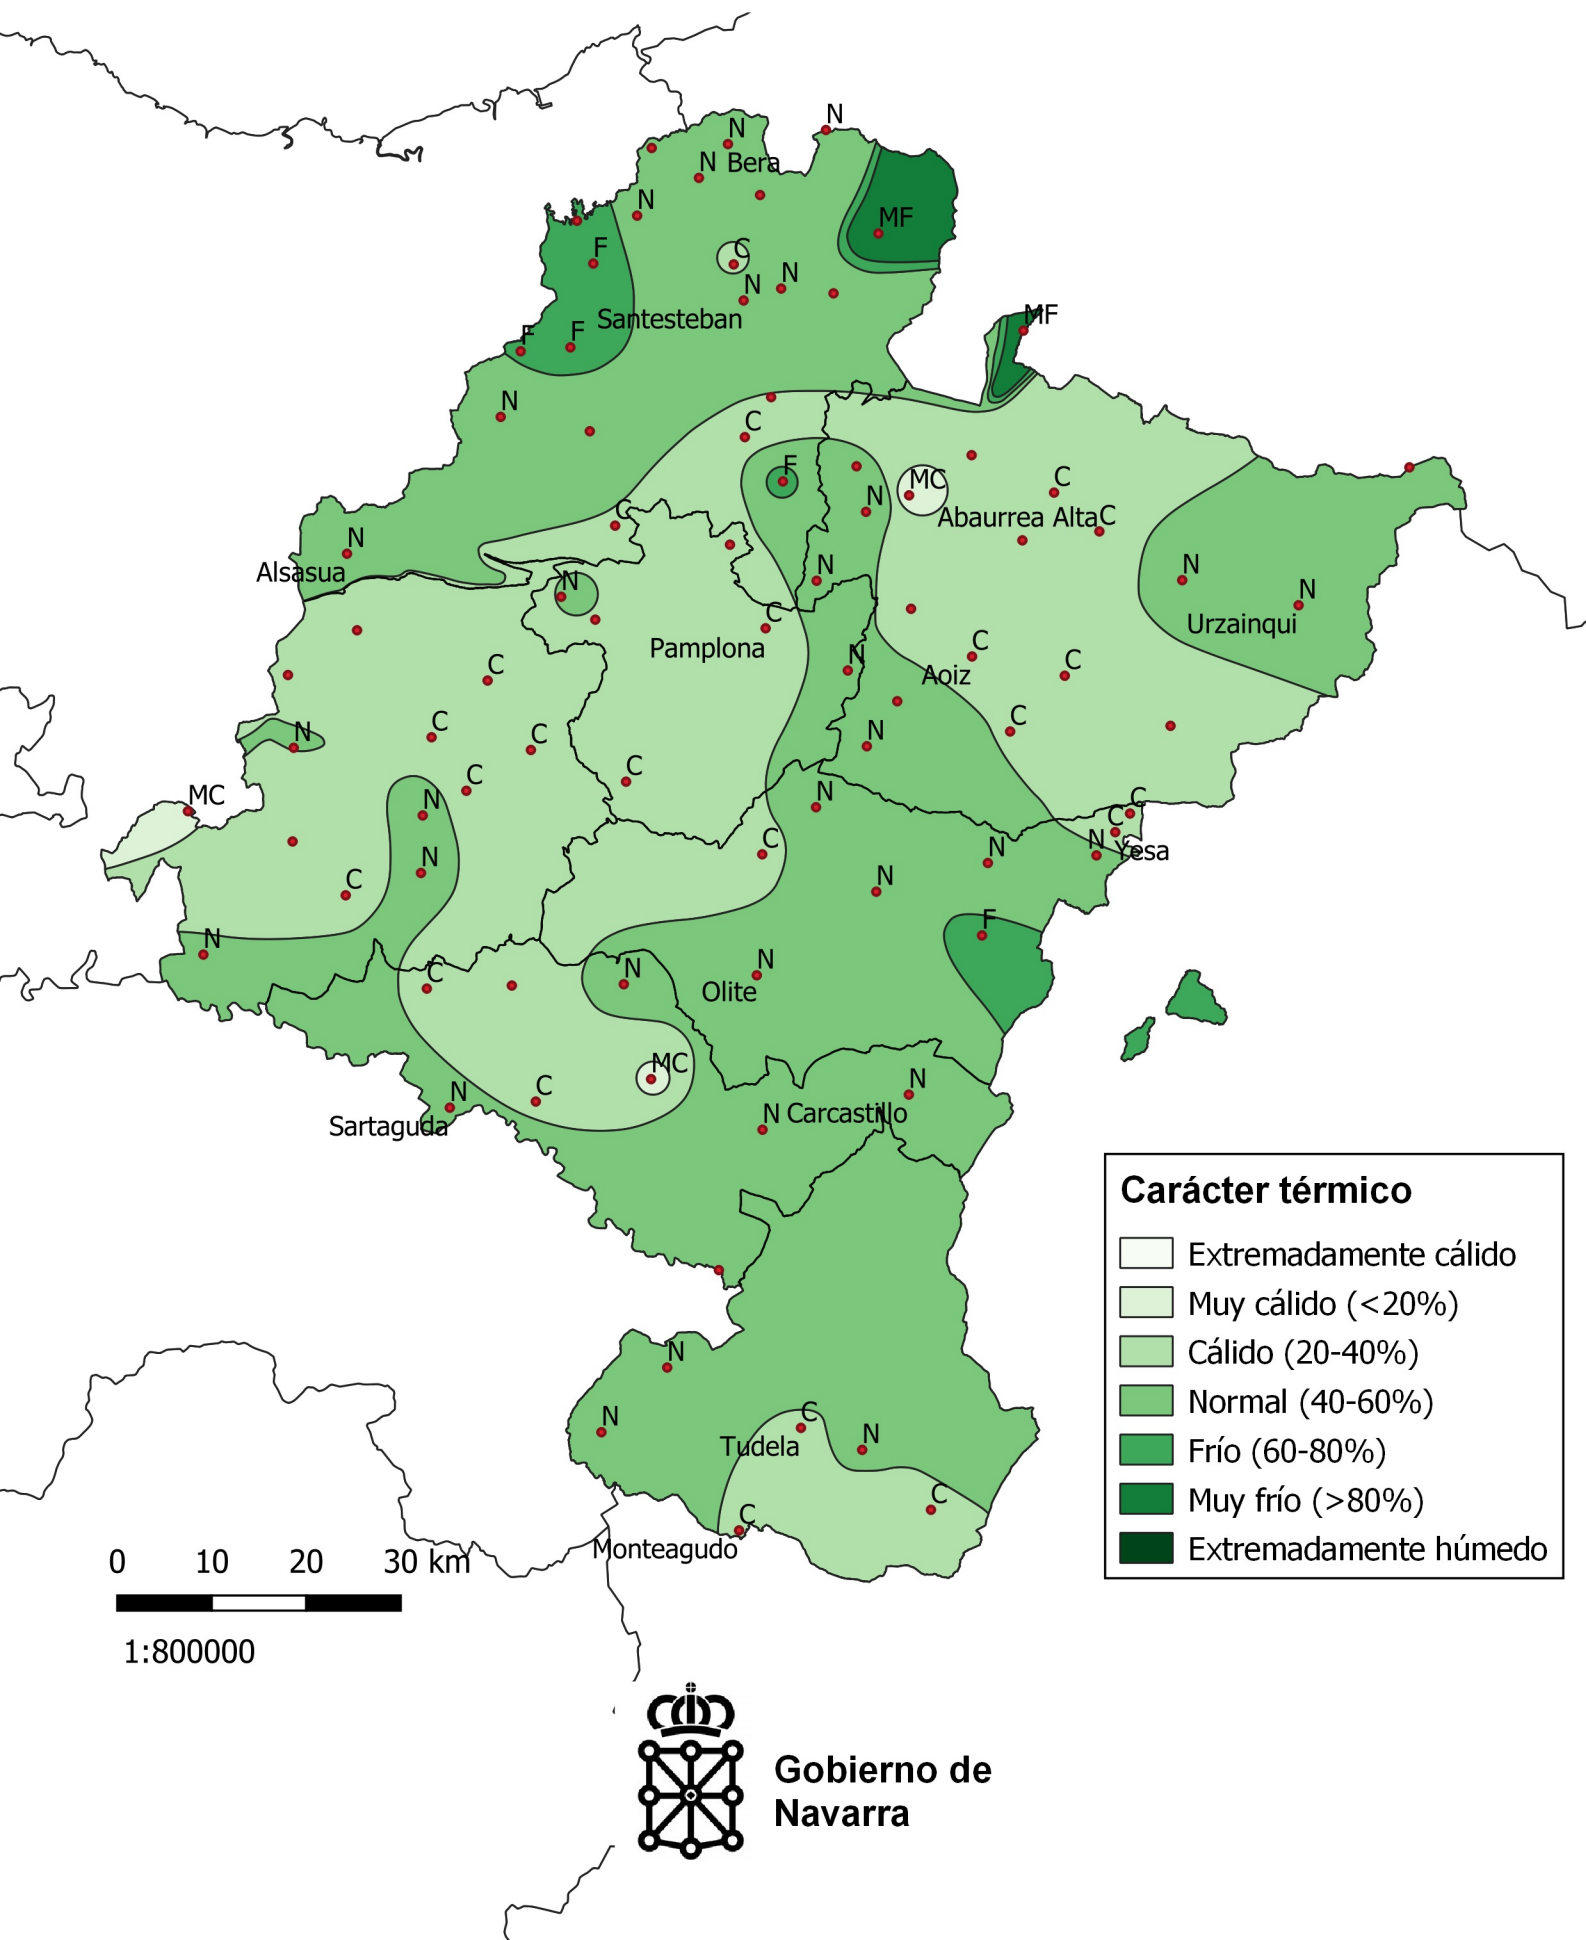 N
N
N Bera
N
MF
C
F
N
N
Santesteban
MF
F
F
N
C
F
MC
C
N
Abaurrea Alta
C
C
N
Alsasua
N
N
N
N
Urzainqui
C
Pamplona
N
C
Aoiz
C
C
C
N
C
C
N
C
C
MC
N
N
C
C
Yesa
N
N
C
N
N
C
F
N
N
N
Olite
C
MC
C
N
Sartaguda
N
N Carcastillo
N
N
C
Tudela
N
C
C
Monteagudo
Carácter térmico
Extremadamente cálido
Muy cálido (<20%)
Cálido (20-40%)
Normal (40-60%)
Frío (60-80%)
Muy frío (>80%)
Extremadamente húmedo
0 10 20 30 km
1:800000
Gobierno de
Navarra